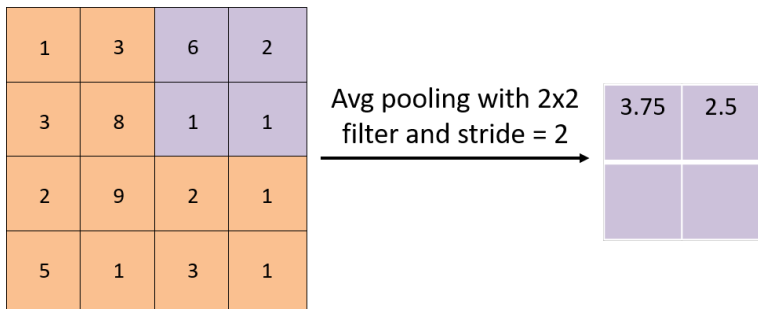 1 3 6 2
3 8 1 1
2 9 2 1
5 1 3 1
Avg pooling with 2x2
filter and stride = 2
3.75 2.5